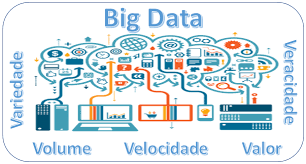 Big Data
Variedade
Veracidade
Volume
Velocidade
Valor